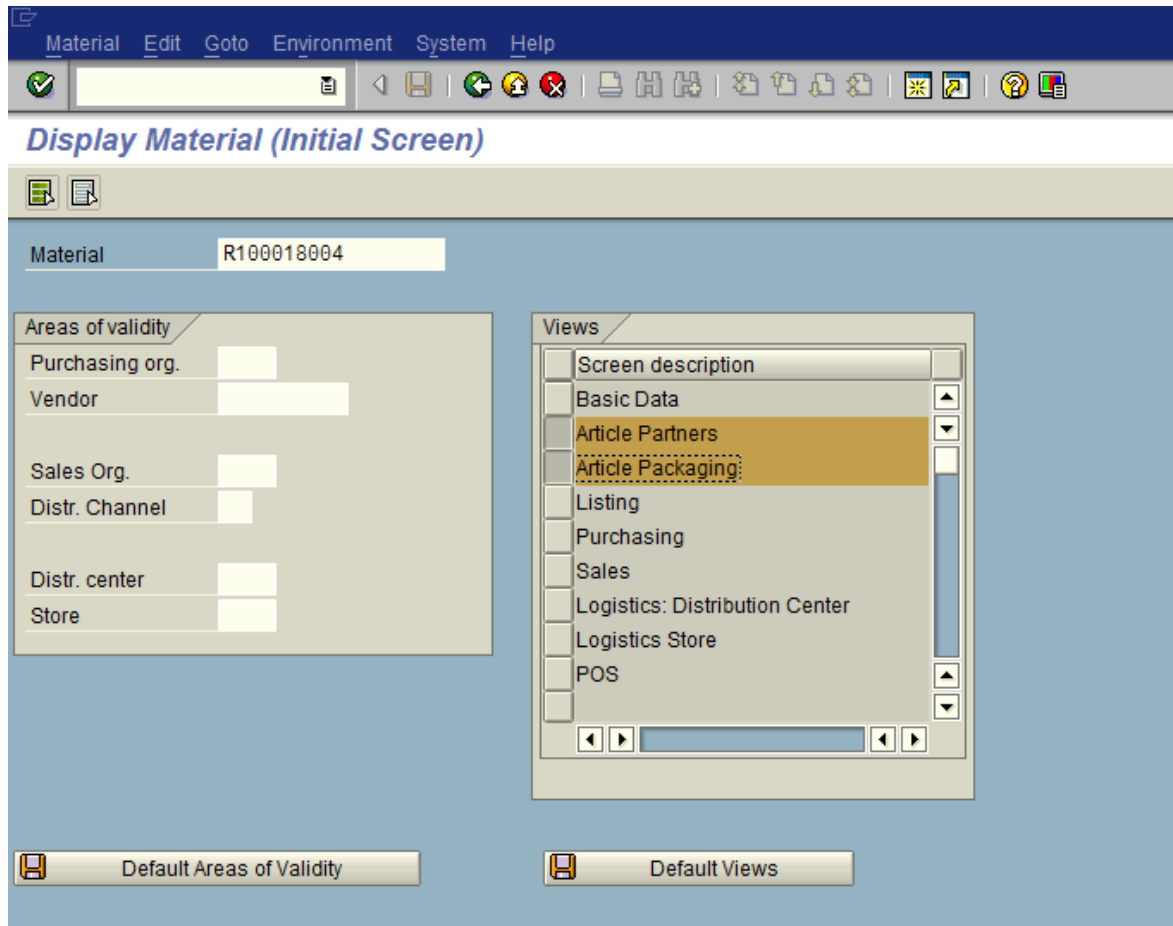 Material Edit Goto Environment System Help
Display Material (Initial Screen)
Material R100018004
Areas of validity
Purchasing org.
Vendor
Sales Org.
Distr. Channel
Distr. center
Store
Views
Screen description
Basic Data
Article Partners
Article Packaging
Listing
Purchasing
Sales
Logistics: Distribution Center
Logistics Store
POS
Default Areas of Validity
Default Views